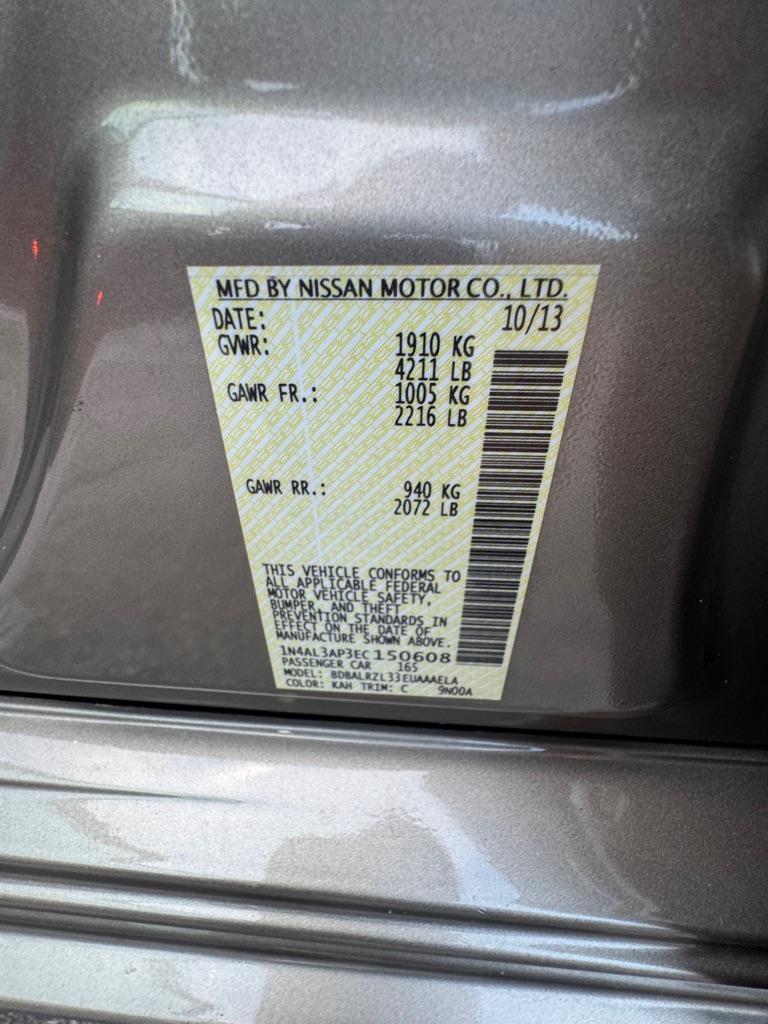 MFD BY NISSAN MOTOR CO., LTD.
DATE: 10/13
GVWR: 1910 KG
4211 LB
GAWR FR.: 1005 KG
2216 LB
GAWR RR.: 940 KG
2072 LB
THIS VEHICLE CONFORMS TO
ALL APPLICABLE FEDERAL
MOTOR VEHICLE SAFETY,
BUMPER, AND THEFT
PREVENTION STANDARDS IN
EFFECT ON THE DATE OF
MANUFACTURE SHOWN ABOVE.
1N4AL3AP3EC150608
PASSENGER CAR 165
MODEL: BDBALRZL33EUAAAELA
COLOR: KAH TRIM: C 9N00A